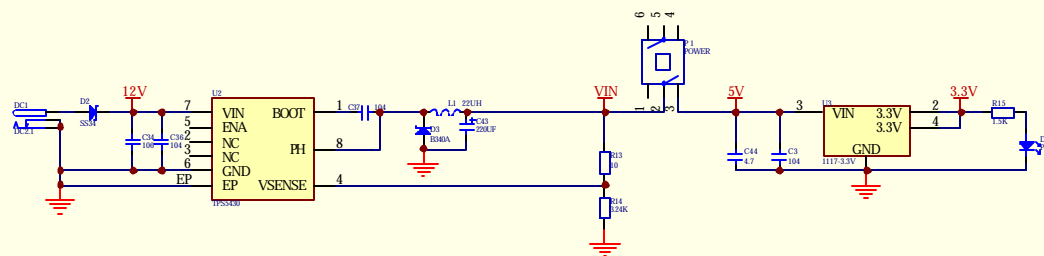 6 5 4
P1
POWER
1 2 3
DC1
DC2.1
D2
SS34
12V
C34
106
C36
104
U2
7 VIN
5 ENA
2 NC
3 NC
6 GND
EP EP
BOOT 1
PH 8
VSENSE 4
TPS5430
C37 104
L1 22UH
D3
B340A
C43
220UF
VIN
R13
10
R14
3.24K
5V
C44
4.7
C3
104
U3
3 VIN
3.3V 2
3.3V 4
GND
1117-3.3V
3.3V
R15
1.5K